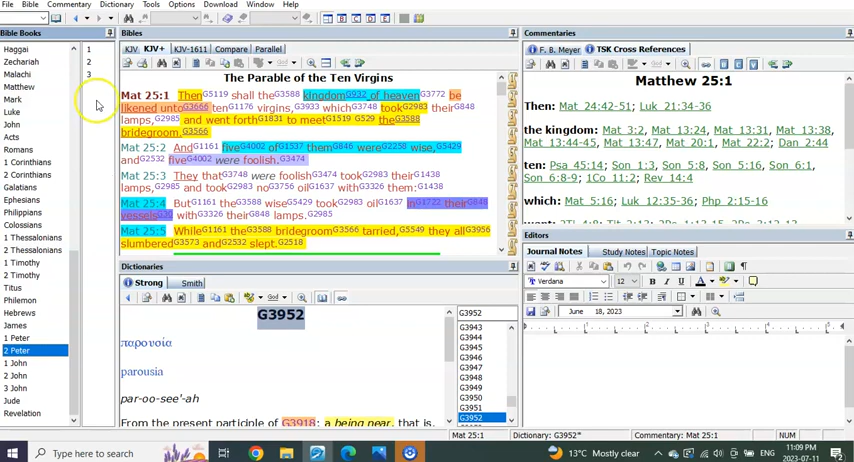 File View Bible Commentary Dictionary Tools Options Download Window Help
B C D E
Bible Books
Haggai
Zechariah
Malachi
Matthew
Mark
Luke
John
Acts
Romans
1 Corinthians
2 Corinthians
Galatians
Ephesians
Philippians
Colossians
1 Thessalonians
2 Thessalonians
1 Timothy
2 Timothy
Titus
Philemon
Hebrews
James
1 Peter
2 Peter
1 John
2 John
3 John
Jude
Revelation
1
2
3
Bibles
KJV KJV+ KJV-1611 Compare Parallel
The Parable of the Ten Virgins
Mat 25:1 Then G5119 shall the G3588 kingdom G932 of heaven G3772 be
likened unto G3666 ten G1176 virgins, G3933 which G3748 took G2983 their G848
lamps, G2985 and went forth G1831 to meet G1519 G529 the G3588
bridegroom. G3566
Mat 25:2 And G1161 five G4002 of G1537 them G846 were G2258 wise, G5429
and G2532 five G4002 were foolish. G3474
Mat 25:3 They that G3748 were foolish G3474 took G2983 their G1438
lamps, G2985 and took G2983 no G3756 oil G1637 with G3326 them: G1438
Mat 25:4 But G1161 the G3588 wise G5429 took G2983 oil G1637 in G1722 their G846
vessels G30 with G3326 their G848 lamps. G2985
Mat 25:5 While G1161 the G3588 bridegroom G3566 tarried, G5549 they all G3956
slumbered G3573 and G2532 slept. G2518
Dictionaries
Strong Smith
G3952
παρουσία
parousia
par-oo-see'-ah
From the present participle of G3918; a being near, that is,
G3952
G3943
G3944
G3945
G3946
G3947
G3948
G3949
G3950
G3951
G3952
Commentaries
F. B. Meyer TSK Cross References
Matthew 25:1
Then: Mat 24:42-51; Luk 21:34-36
the kingdom: Mat 3:2, Mat 13:24, Mat 13:31, Mat 13:38,
Mat 13:44-45, Mat 13:47, Mat 20:1, Mat 22:2; Dan 2:44
ten: Psa 45:14; Son 1:3, Son 5:8, Son 5:16, Son 6:1,
Son 6:8-9; 1Co 11:2; Rev 14:4
which: Mat 5:16; Luk 12:35-36; Php 2:15-16
Editors
Journal Notes Study Notes Topic Notes
Verdana 12 B I U A
June 18, 2023
1 2 3 4 5
Mat 25:1 Dictionary: G3952* Commentary: Mat 25:1 NUM
Type here to search
13°C Mostly clear ENG 11:09 PM
2023-07-11
2